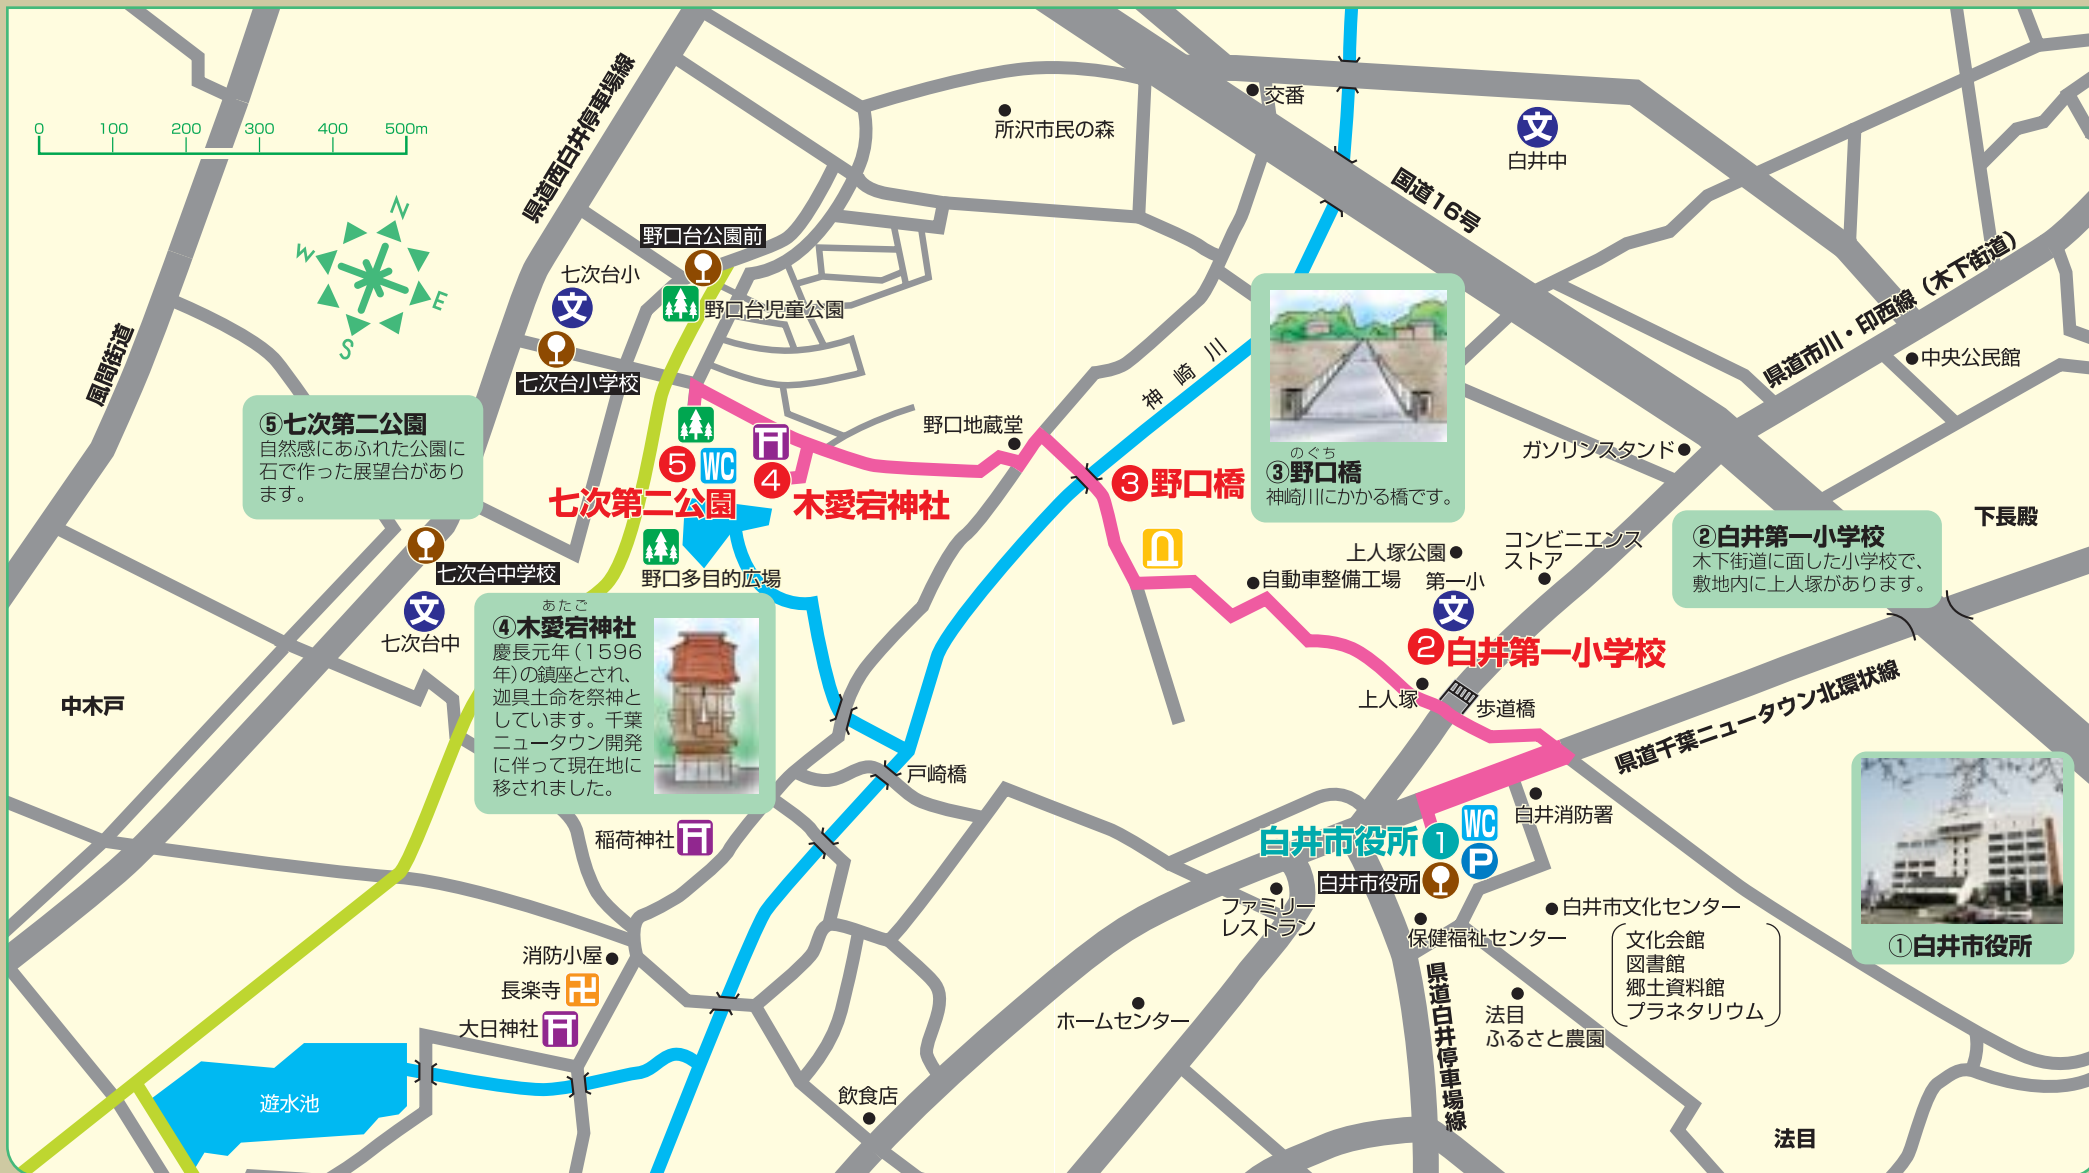 0 100 200 300 400 500m
N
W
E
S
風間街道
県道西白井停車場線
所沢市民の森
交番
白井中
国道16号
県道市川・印西線（木下街道）
中央公民館
野口台公園前
七次台小
野口台児童公園
七次台小学校
⑤七次第二公園
自然感にあふれた公園に
石で作った展望台があり
ます。
野口地蔵堂
神崎川
のぐち
③野口橋
神崎川にかかる橋です。
ガソリンスタンド
5
WC
七次第二公園
4
木愛宕神社
3
野口橋
七次台中学校
七次台中
野口多目的広場
上人塚公園
コンビニエンス
ストア
自動車整備工場
第一小
②白井第一小学校
木下街道に面した小学校で、
敷地内に上人塚があります。
下長殿
あたご
④木愛宕神社
慶長元年（1596
年）の鎮座とされ、
迦具土命を祭神と
しています。千葉
ニュータウン開発
に伴って現在地に
移されました。
2
白井第一小学校
上人塚
歩道橋
県道千葉ニュータウン北環状線
中木戸
戸崎橋
白井消防署
稲荷神社
白井市役所
1
WC
P
白井市役所
①白井市役所
ファミリー
レストラン
保健福祉センター
白井市文化センター
文化会館
図書館
郷土資料館
プラネタリウム
消防小屋
長楽寺
大日神社
ホームセンター
県道白井停車場線
法目
ふるさと農園
飲食店
遊水池
法目
文
文
文
文
卍